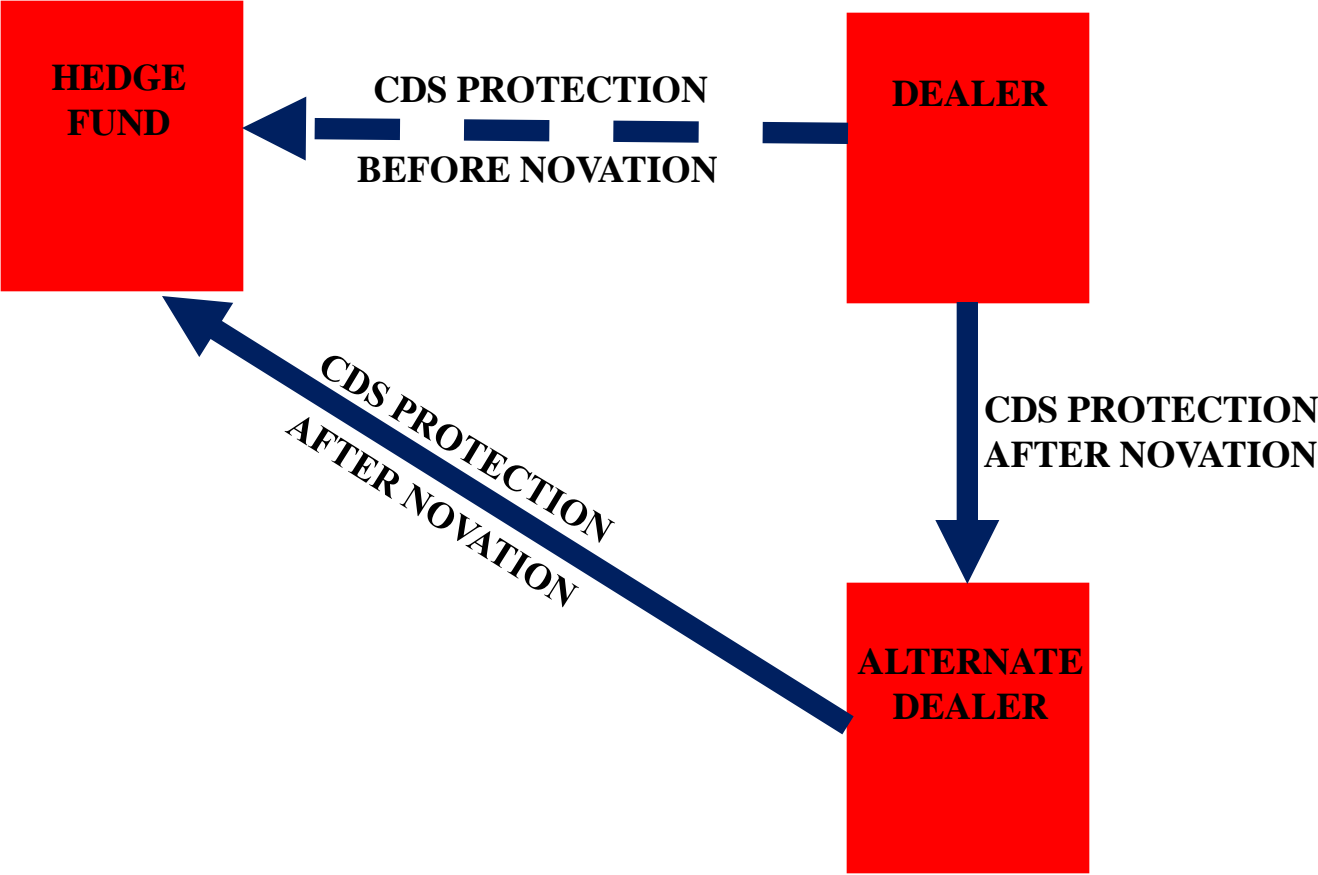 HEDGE
FUND
CDS PROTECTION
BEFORE NOVATION
DEALER
CDS PROTECTION
AFTER NOVATION
CDS PROTECTION
AFTER NOVATION
ALTERNATE
DEALER